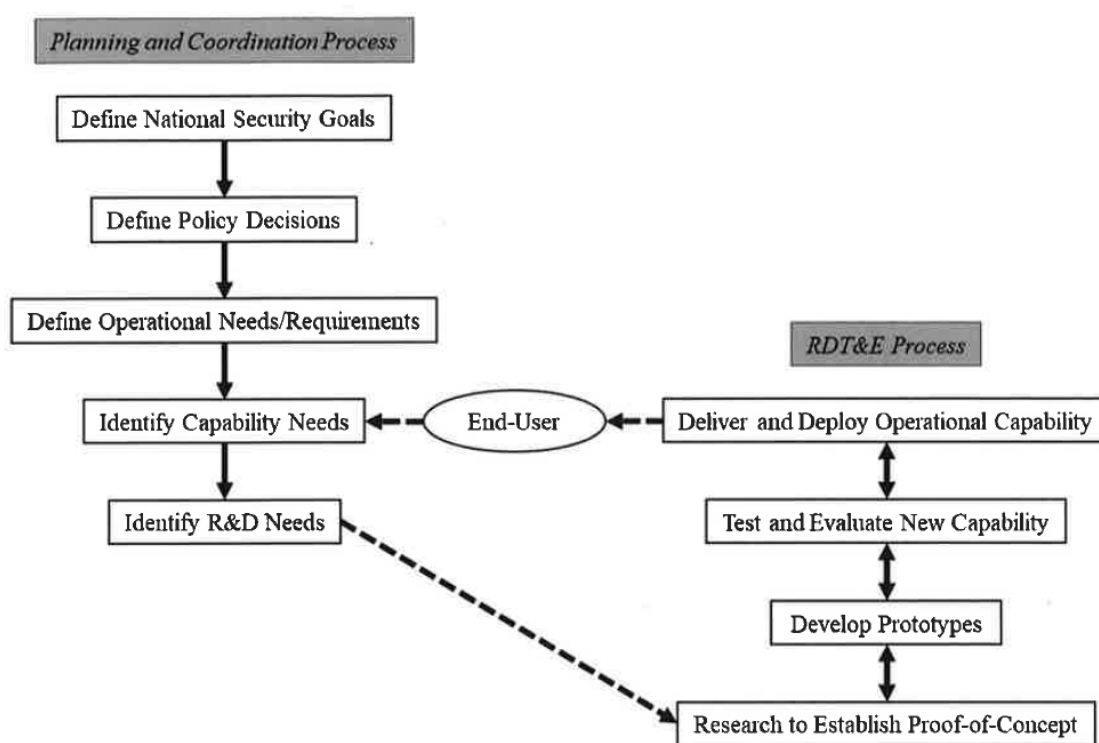 Planning and Coordination Process
Define National Security Goals
Define Policy Decisions
Define Operational Needs/Requirements
Identify Capability Needs
Identify R&D Needs
End-User
RDT&E Process
Deliver and Deploy Operational Capability
Test and Evaluate New Capability
Develop Prototypes
Research to Establish Proof-of-Concept